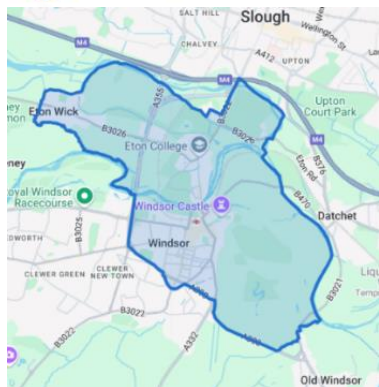 SALT HILL
Slough
Wellington St
CHALVEY
M4
A412
UPTON
M4
A355
Eton Wick
Upton
Court Park
B3026
B3026
Eton College
B376
Eton Rd
B470
Royal Windsor
Racecourse
Windsor Castle
Datchet
B3025
Windsor
CLEWER GREEN
CLEWER
NEW TOWN
B3021
B3022
B3022
A332
Old Windsor